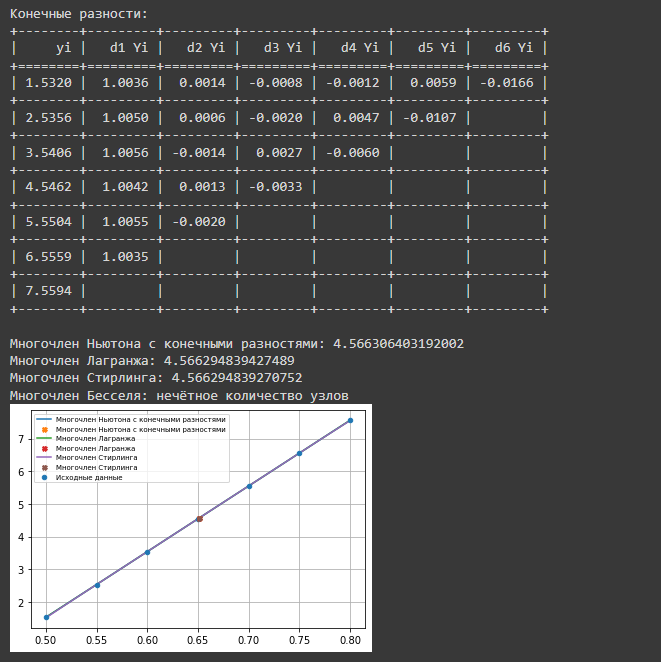 Конечные разности:
+--------+---------+---------+---------+---------+---------+---------+
|     yi |   d1 Yi |   d2 Yi |   d3 Yi |   d4 Yi |   d5 Yi |   d6 Yi |
+========+=========+=========+=========+=========+=========+=========+
| 1.5320 |  1.0036 |  0.0014 | -0.0008 | -0.0012 |  0.0059 | -0.0166 |
+--------+---------+---------+---------+---------+---------+---------+
| 2.5356 |  1.0050 |  0.0006 | -0.0020 |  0.0047 | -0.0107 |         |
+--------+---------+---------+---------+---------+---------+---------+
| 3.5406 |  1.0056 | -0.0014 |  0.0027 | -0.0060 |         |         |
+--------+---------+---------+---------+---------+---------+---------+
| 4.5462 |  1.0042 |  0.0013 | -0.0033 |         |         |         |
+--------+---------+---------+---------+---------+---------+---------+
| 5.5504 |  1.0055 | -0.0020 |         |         |         |         |
+--------+---------+---------+---------+---------+---------+---------+
| 6.5559 |  1.0035 |         |         |         |         |         |
+--------+---------+---------+---------+---------+---------+---------+
| 7.5594 |         |         |         |         |         |         |
+--------+---------+---------+---------+---------+---------+---------+
Многочлен Ньютона с конечными разностями: 4.566306403192002
Многочлен Лагранжа: 4.566294839427489
Многочлен Стирлинга: 4.566294839270752
Многочлен Бесселя: нечётное количество узлов
Многочлен Ньютона с конечными разностями
Многочлен Ньютона с конечными разностями
Многочлен Лагранжа
Многочлен Лагранжа
Многочлен Стирлинга
Многочлен Стирлинга
Исходные данные
7
6
5
4
3
2
0.50 0.55 0.60 0.65 0.70 0.75 0.80